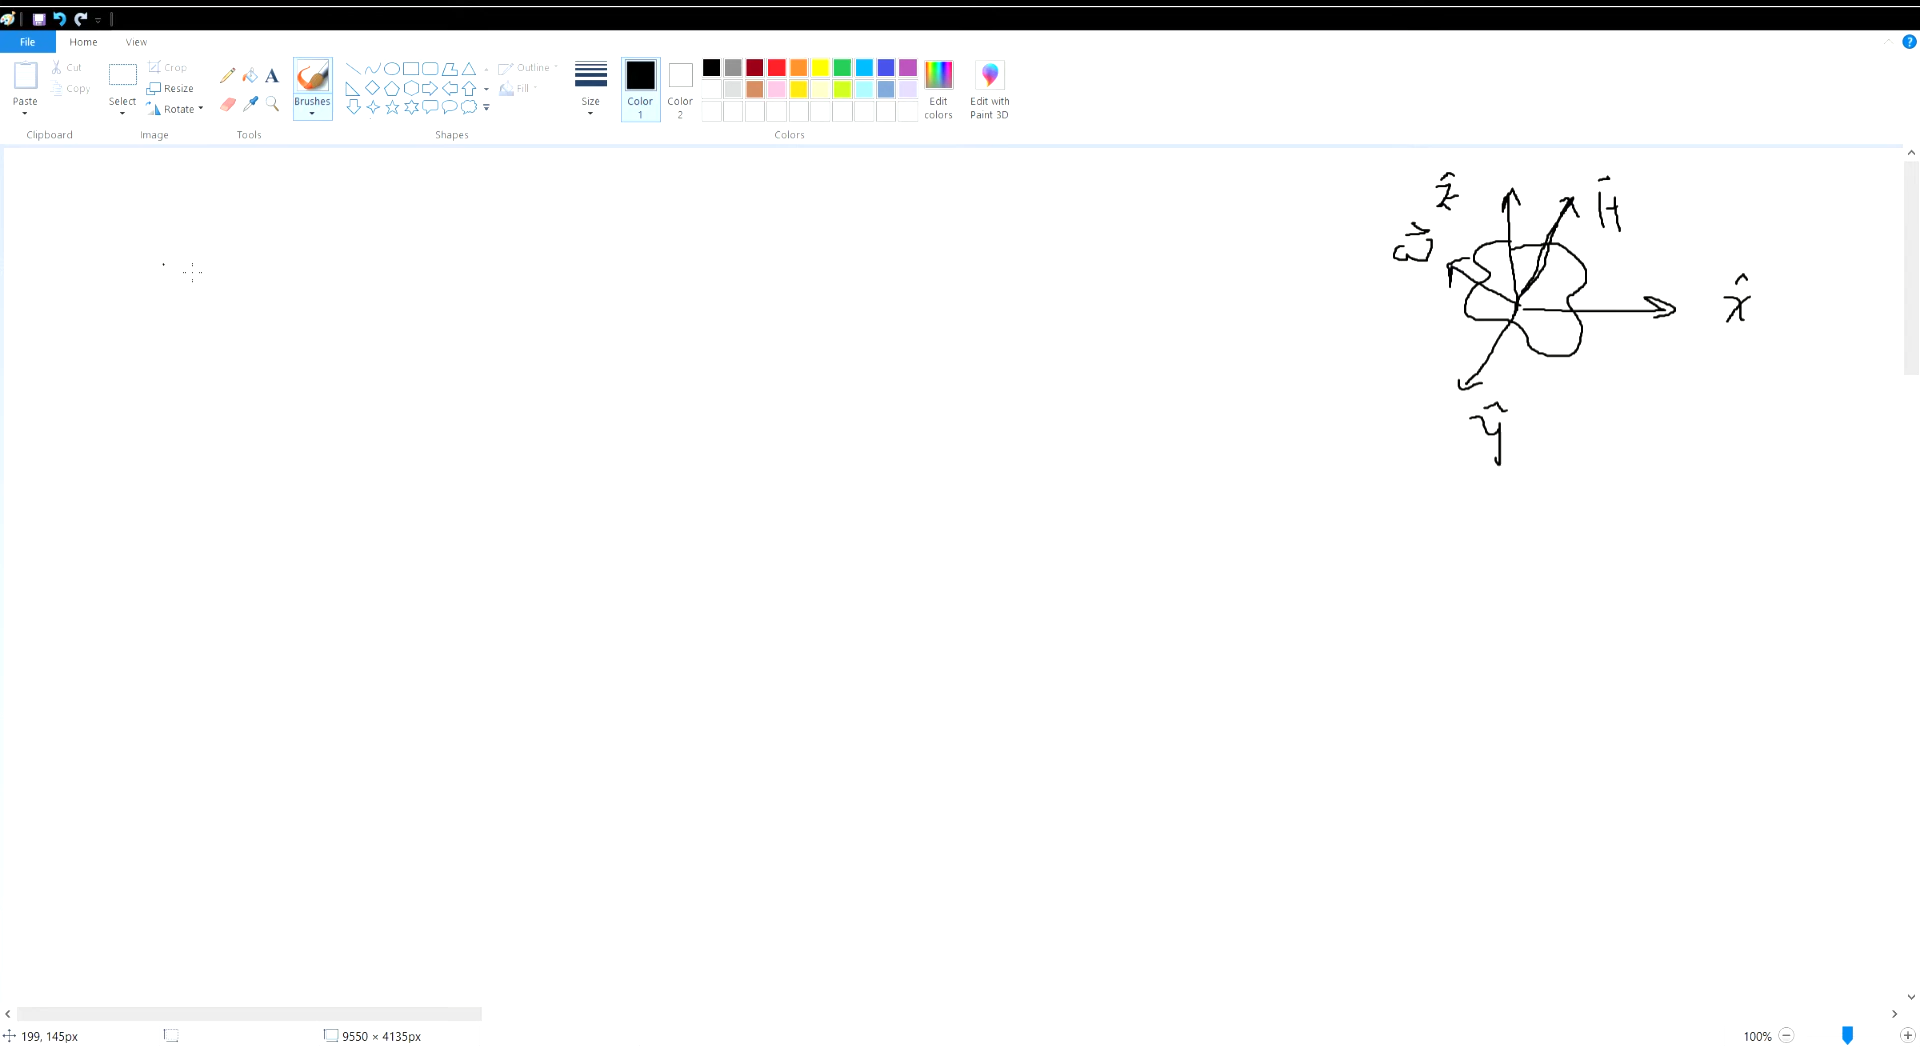 File Home View
Paste Cut Copy Clipboard
Select Crop Resize Rotate Image
A Tools
Brushes
Shapes
Outline Fill
Size
Color 1
Color 2
Colors
Edit colors
Edit with Paint 3D
?
ẑ
H̄
ω⃗
x̂
ŷ
199, 145px
9550 × 4135px
100%